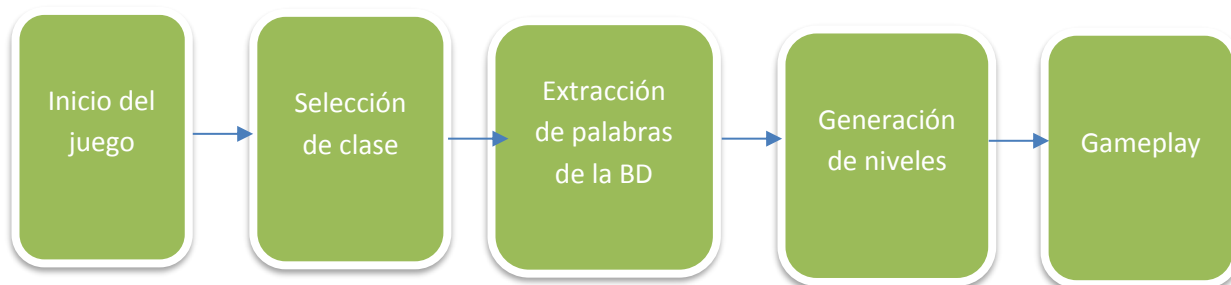 Inicio del
juego
Selección
de clase
Extracción
de palabras
de la BD
Generación
de niveles
Gameplay